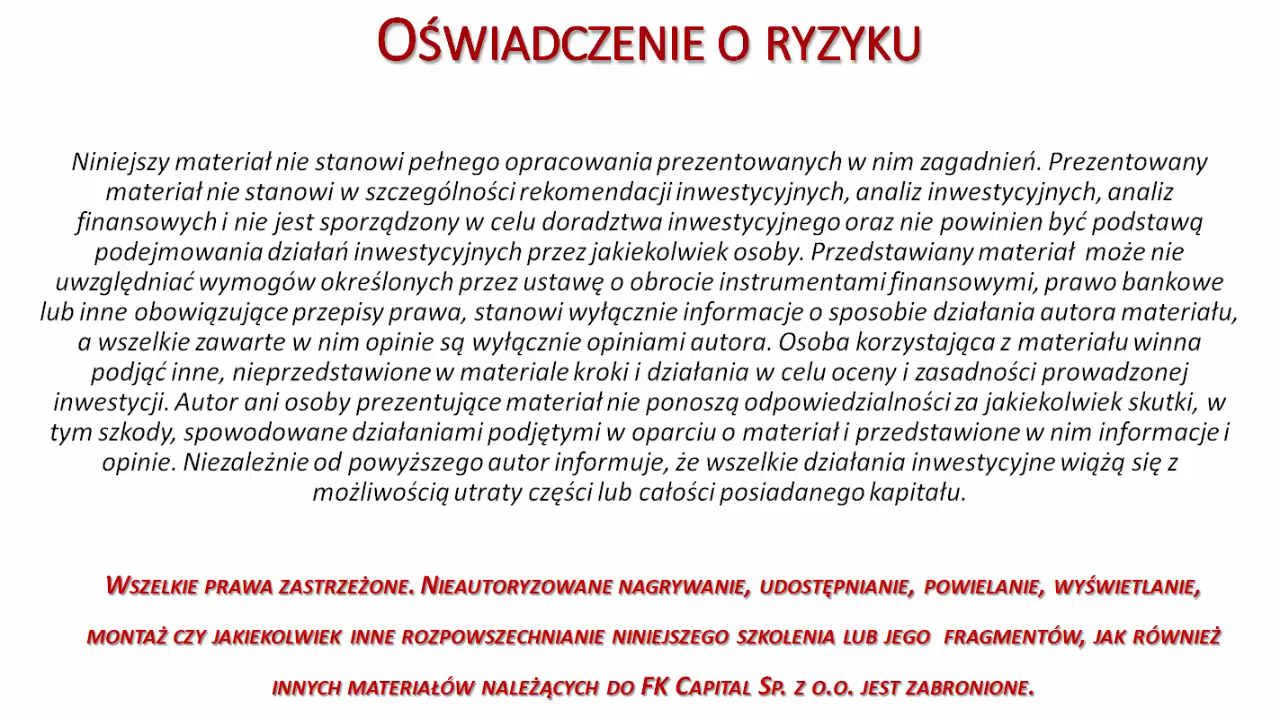 Oświadczenie o ryzyku
Niniejszy materiał nie stanowi pełnego opracowania prezentowanych w nim zagadnień. Prezentowany
materiał nie stanowi w szczególności rekomendacji inwestycyjnych, analiz inwestycyjnych, analiz
finansowych i nie jest sporządzony w celu doradztwa inwestycyjnego oraz nie powinien być podstawą
podejmowania działań inwestycyjnych przez jakiekolwiek osoby. Przedstawiany materiał może nie
uwzględniać wymogów określonych przez ustawę o obrocie instrumentami finansowymi, prawo bankowe
lub inne obowiązujące przepisy prawa, stanowi wyłącznie informacje o sposobie działania autora materiału,
a wszelkie zawarte w nim opinie są wyłącznie opiniami autora. Osoba korzystająca z materiału winna
podjąć inne, nieprzedstawione w materiale kroki i działania w celu oceny i zasadności prowadzonej
inwestycji. Autor ani osoby prezentujące materiał nie ponoszą odpowiedzialności za jakiekolwiek skutki, w
tym szkody, spowodowane działaniami podjętymi w oparciu o materiał i przedstawione w nim informacje i
opinie. Niezależnie od powyższego autor informuje, że wszelkie działania inwestycyjne wiążą się z
możliwością utraty części lub całości posiadanego kapitału.
Wszelkie prawa zastrzeżone. Nieautoryzowane nagrywanie, udostępnianie, powielanie, wyświetlanie,
montaż czy jakiekolwiek inne rozpowszechnianie niniejszego szkolenia lub jego fragmentów, jak również
innych materiałów należących do FK Capital Sp. z o.o. jest zabronione.